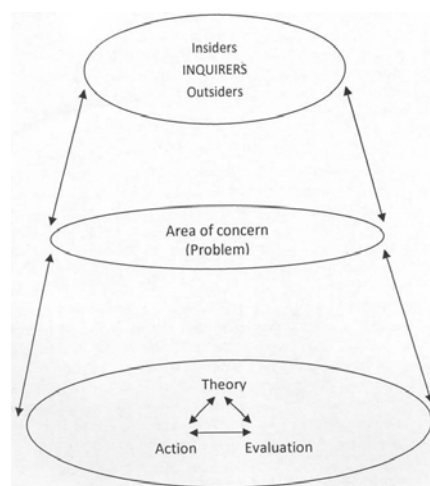 Insiders
INQUIRERS
Outsiders
Area of concern
(Problem)
Theory
Action Evaluation